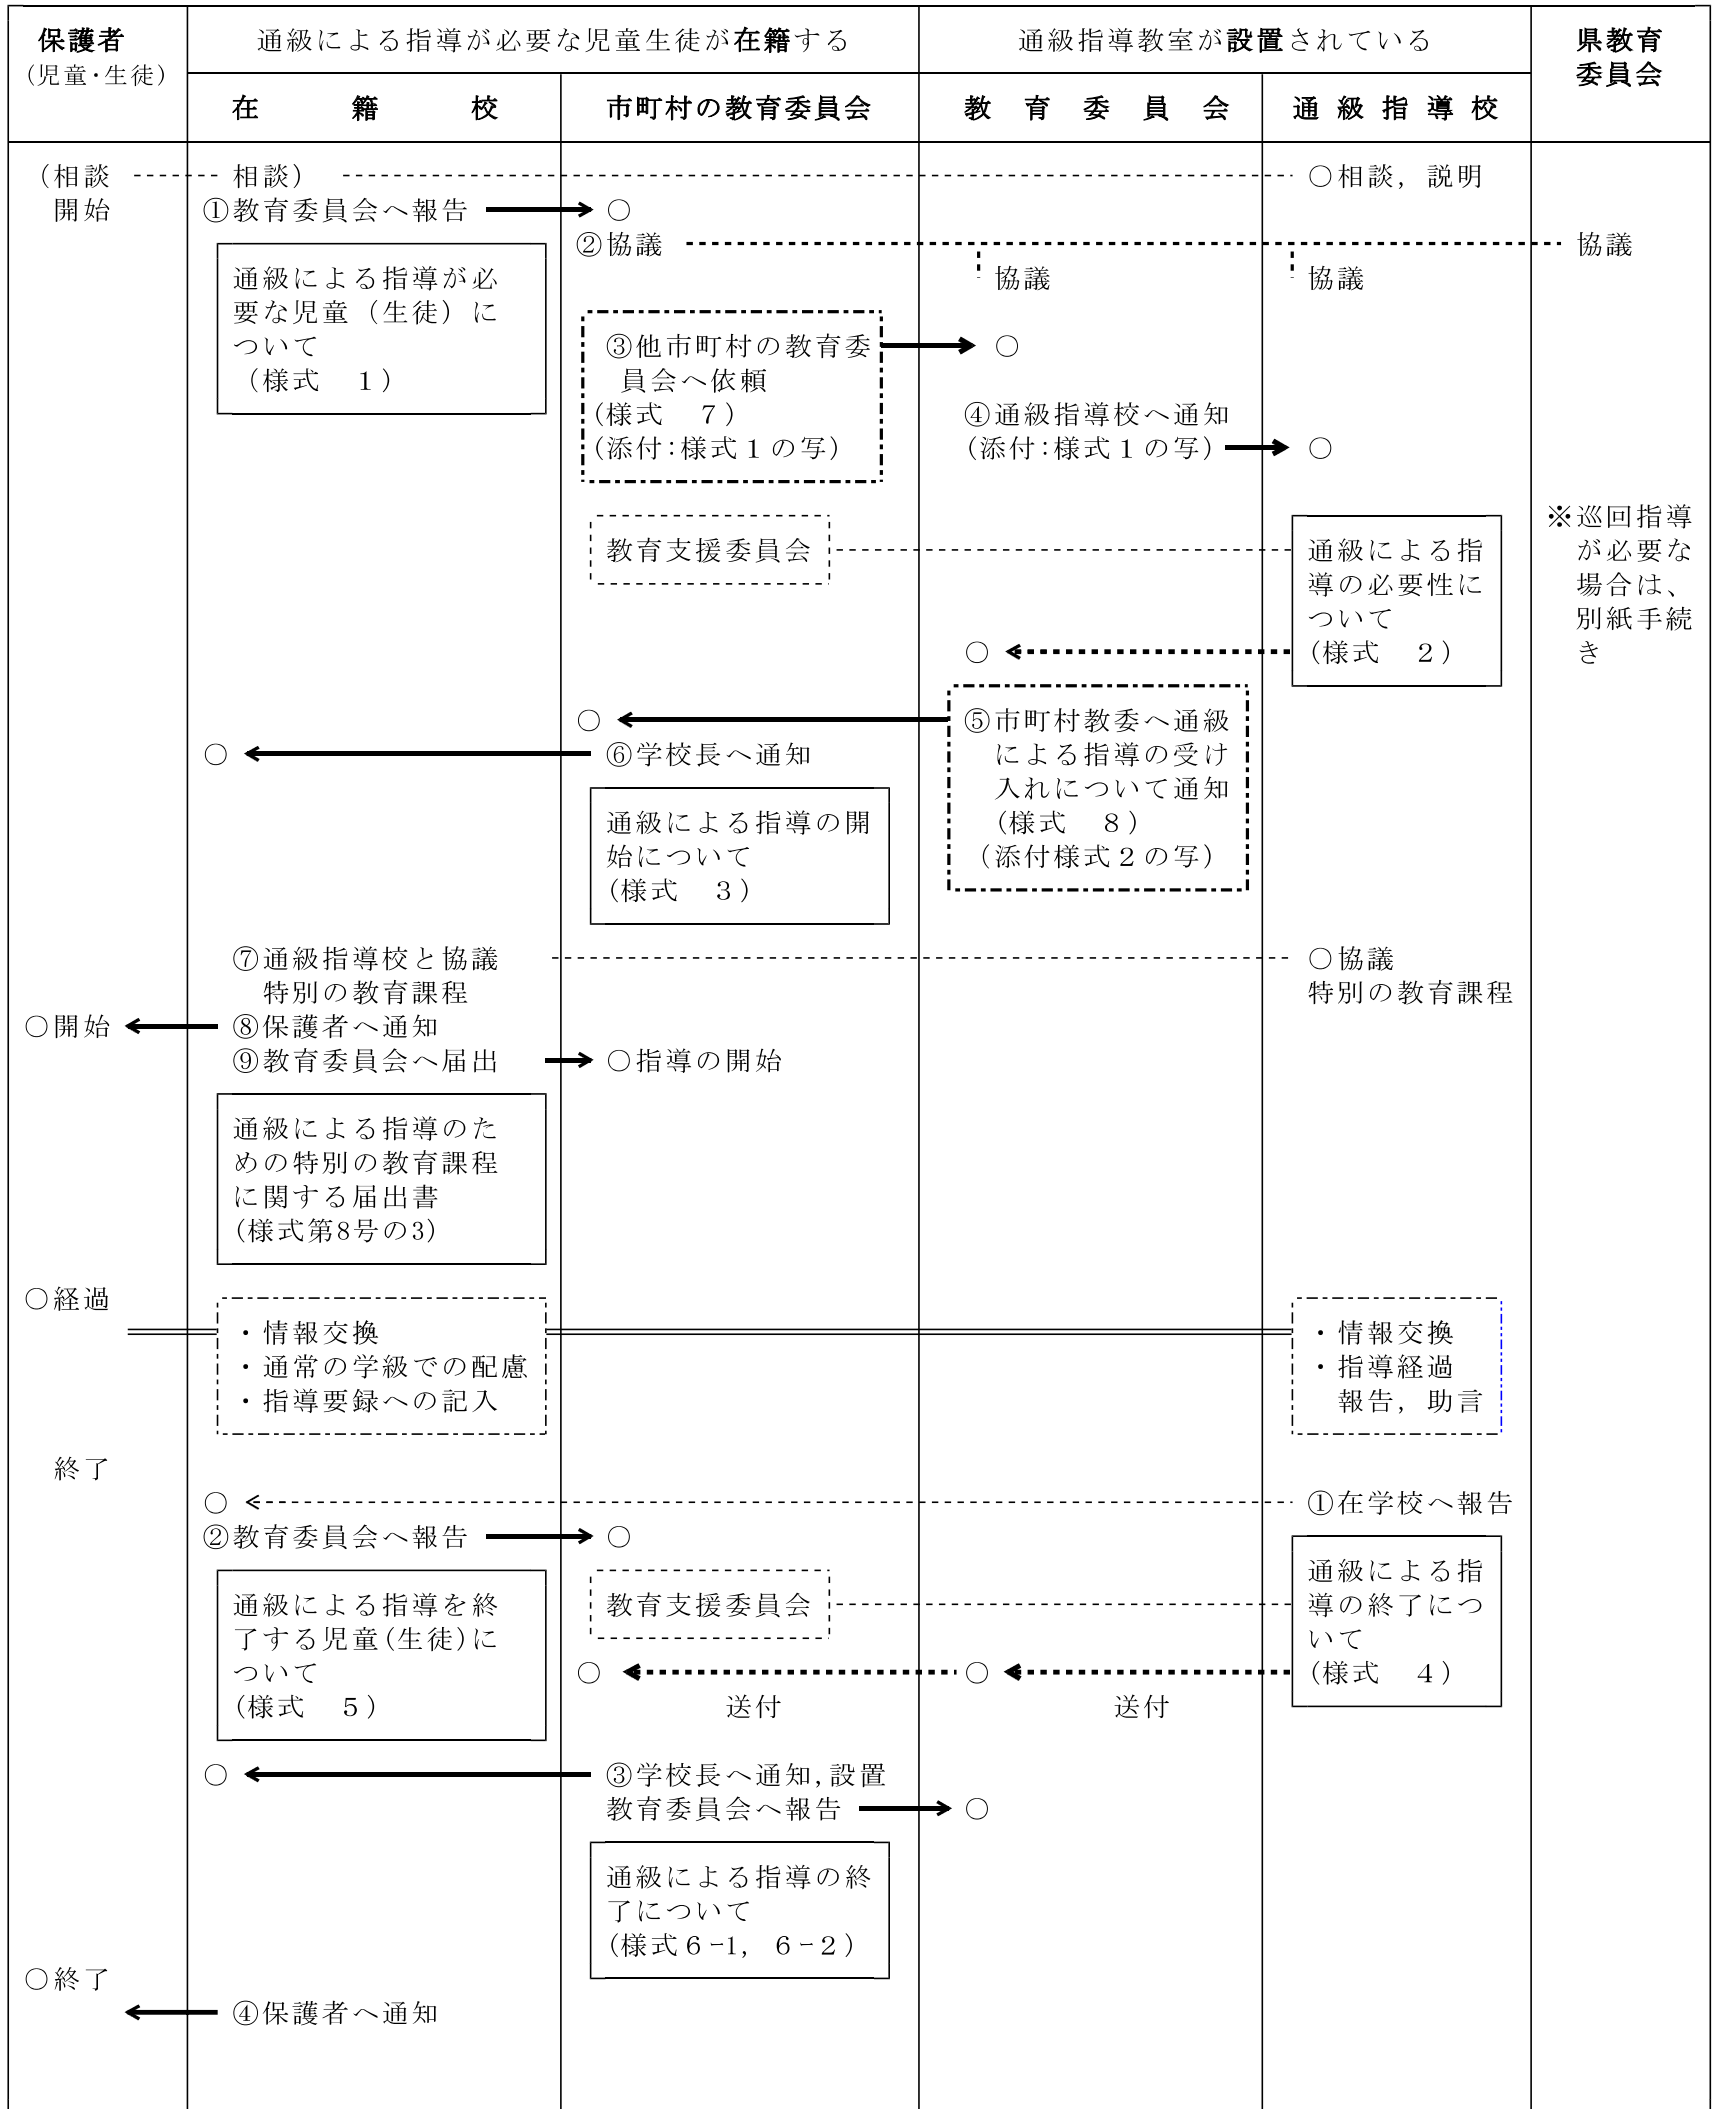 保護者
（児童・生徒）
通級による指導が必要な児童生徒が在籍する
通級指導教室が設置されている
県教育
委員会
在籍校
市町村の教育委員会
教育委員会
通級指導校
（相談
相談）
○相談，説明
開始
①教育委員会へ報告
○
②協議
協議
協議
協議
通級による指導が必
要な児童（生徒）に
ついて
（様式　１）
③他市町村の教育委
員会へ依頼
（様式　７）
（添付：様式１の写）
○
④通級指導校へ通知
（添付：様式１の写）
○
※巡回指導
が必要な
場合は、
別紙手続
き
教育支援委員会
通級による指
導の必要性に
ついて
（様式　２）
○
○
⑤市町村教委へ通級
による指導の受け
入れについて通知
（様式　８）
（添付様式２の写）
○
⑥学校長へ通知
通級による指導の開
始について
（様式　３）
⑦通級指導校と協議
特別の教育課程
○協議
特別の教育課程
○開始
⑧保護者へ通知
⑨教育委員会へ届出
○指導の開始
通級による指導のた
めの特別の教育課程
に関する届出書
（様式第8号の3）
○経過
・情報交換
・通常の学級での配慮
・指導要録への記入
・情報交換
・指導経過
報告，助言
終了
○
①在学校へ報告
②教育委員会へ報告
○
通級による指導を終
了する児童（生徒）に
ついて
（様式　５）
教育支援委員会
通級による指
導の終了につ
いて
（様式　４）
○
○
送付
送付
○
③学校長へ通知，設置
教育委員会へ報告
○
通級による指導の終
了について
（様式６－1，６－２）
○終了
④保護者へ通知